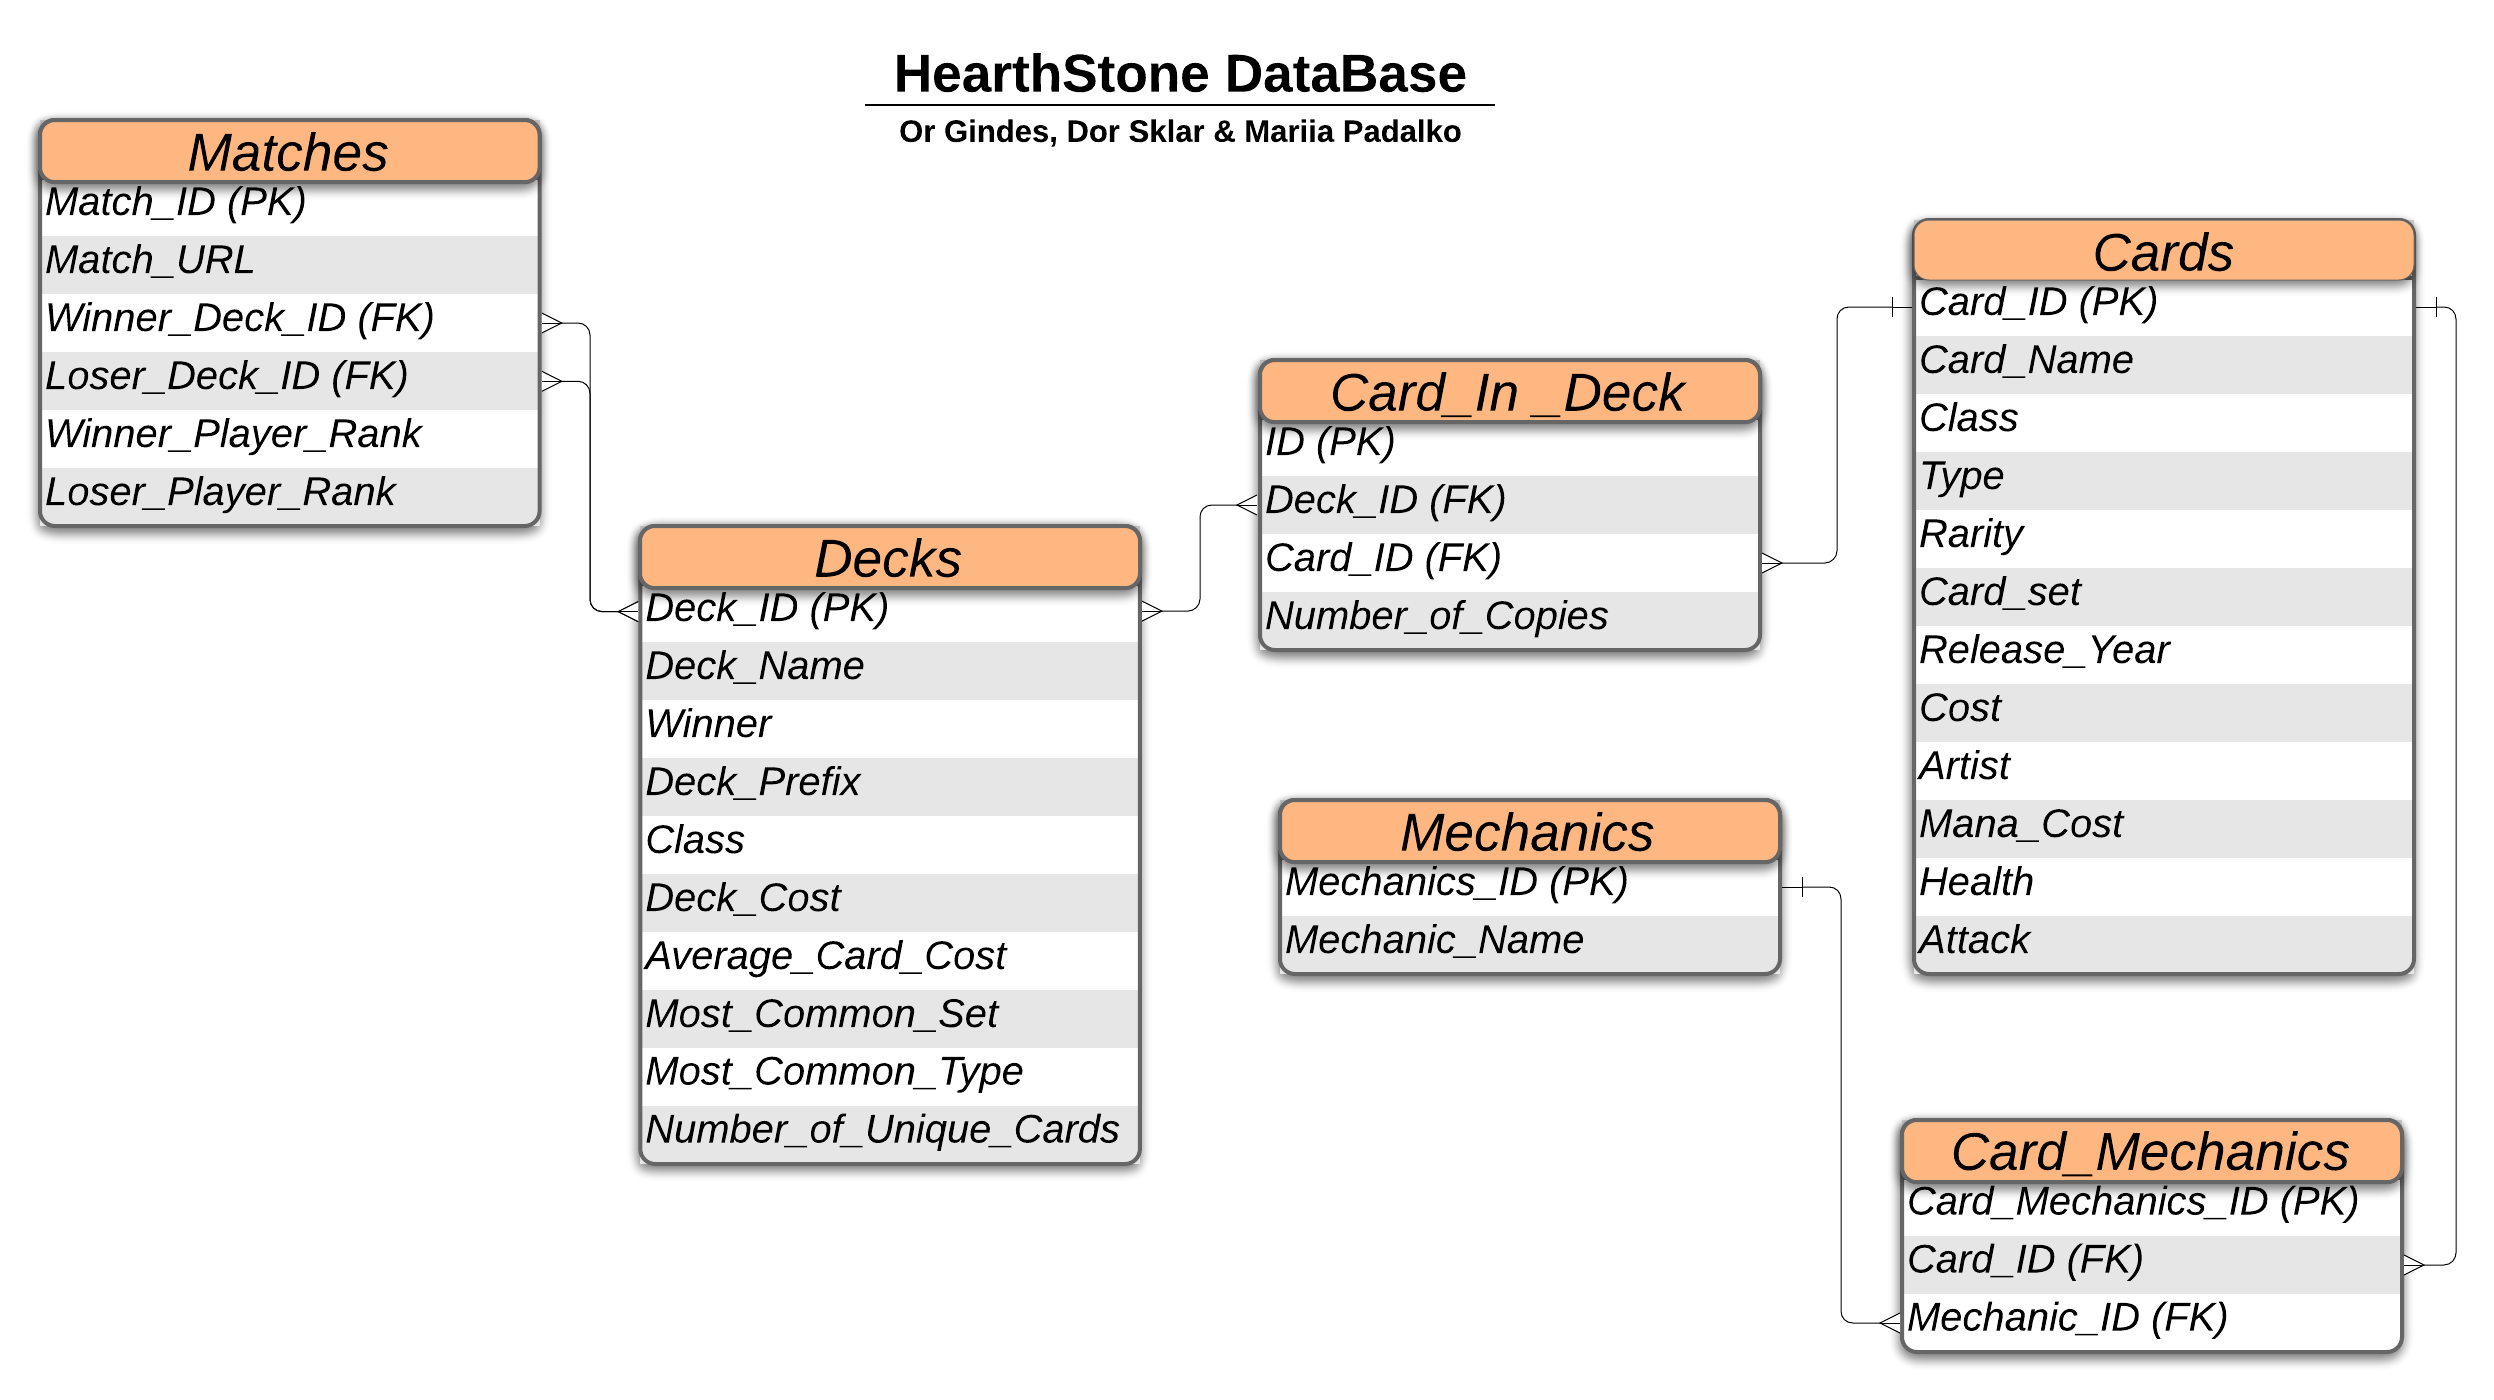 HearthStone DataBase
Or Gindes, Dor Sklar & Mariia Padalko
Matches
Match_ID (PK)
Match_URL
Winner_Deck_ID (FK)
Loser_Deck_ID (FK)
Winner_Player_Rank
Loser_Player_Rank
Decks
Deck_ID (PK)
Deck_Name
Winner
Deck_Prefix
Class
Deck_Cost
Average_Card_Cost
Most_Common_Set
Most_Common_Type
Number_of_Unique_Cards
Card_In _Deck
ID (PK)
Deck_ID (FK)
Card_ID (FK)
Number_of_Copies
Mechanics
Mechanics_ID (PK)
Mechanic_Name
Cards
Card_ID (PK)
Card_Name
Class
Type
Rarity
Card_set
Release_Year
Cost
Artist
Mana_Cost
Health
Attack
Card_Mechanics
Card_Mechanics_ID (PK)
Card_ID (FK)
Mechanic_ID (FK)